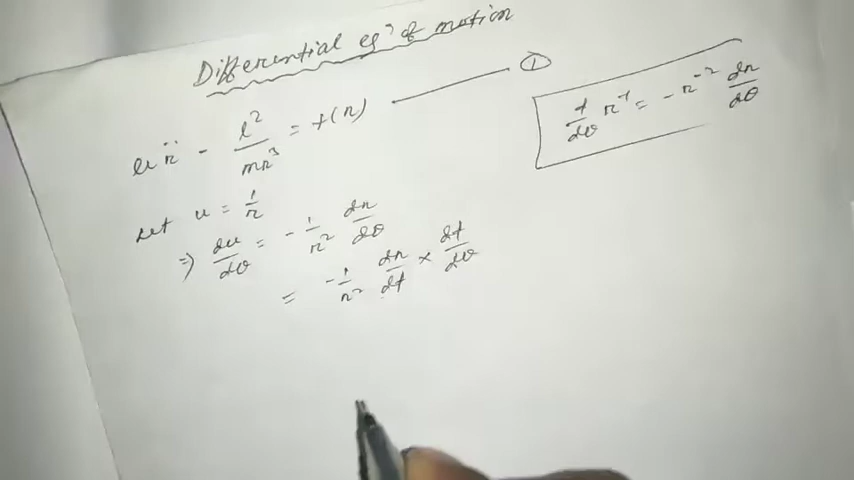 Differential eqⁿ of motion
mr̈ - l²/mr³ = f(r) ——— ①
d/dθ r⁻¹ = - r⁻² dr/dθ
Let u = 1/r
⇒ du/dθ = - 1/r² dr/dθ
= - 1/r² dr/dt × dt/dθ